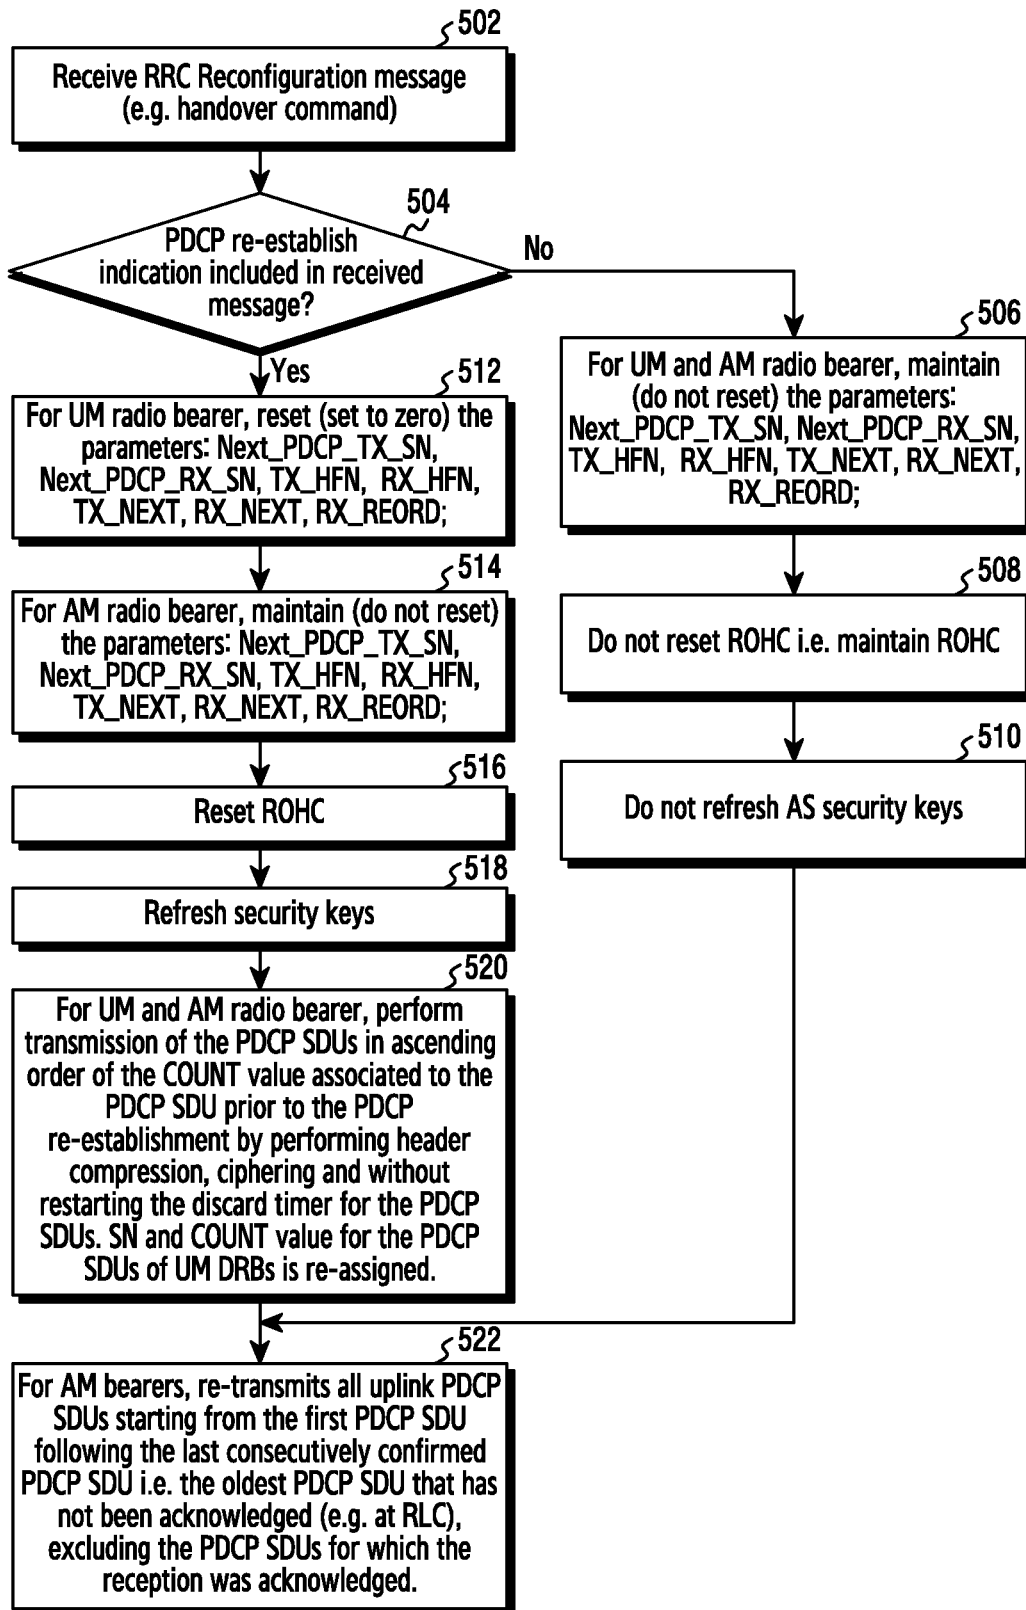 502
Receive RRC Reconfiguration message
(e.g. handover command)
504
PDCP re-establish
indication included in received
message?
No
Yes
506
For UM and AM radio bearer, maintain
(do not reset) the parameters:
Next_PDCP_TX_SN, Next_PDCP_RX_SN,
TX_HFN, RX_HFN, TX_NEXT, RX_NEXT,
RX_REORD;
508
Do not reset ROHC i.e. maintain ROHC
510
Do not refresh AS security keys
512
For UM radio bearer, reset (set to zero) the
parameters: Next_PDCP_TX_SN,
Next_PDCP_RX_SN, TX_HFN, RX_HFN,
TX_NEXT, RX_NEXT, RX_REORD;
514
For AM radio bearer, maintain (do not reset)
the parameters: Next_PDCP_TX_SN,
Next_PDCP_RX_SN, TX_HFN, RX_HFN,
TX_NEXT, RX_NEXT, RX_REORD;
516
Reset ROHC
518
Refresh security keys
520
For UM and AM radio bearer, perform
transmission of the PDCP SDUs in ascending
order of the COUNT value associated to the
PDCP SDU prior to the PDCP
re-establishment by performing header
compression, ciphering and without
restarting the discard timer for the PDCP
SDUs. SN and COUNT value for the PDCP
SDUs of UM DRBs is re-assigned.
522
For AM bearers, re-transmits all uplink PDCP
SDUs starting from the first PDCP SDU
following the last consecutively confirmed
PDCP SDU i.e. the oldest PDCP SDU that has
not been acknowledged (e.g. at RLC),
excluding the PDCP SDUs for which the
reception was acknowledged.